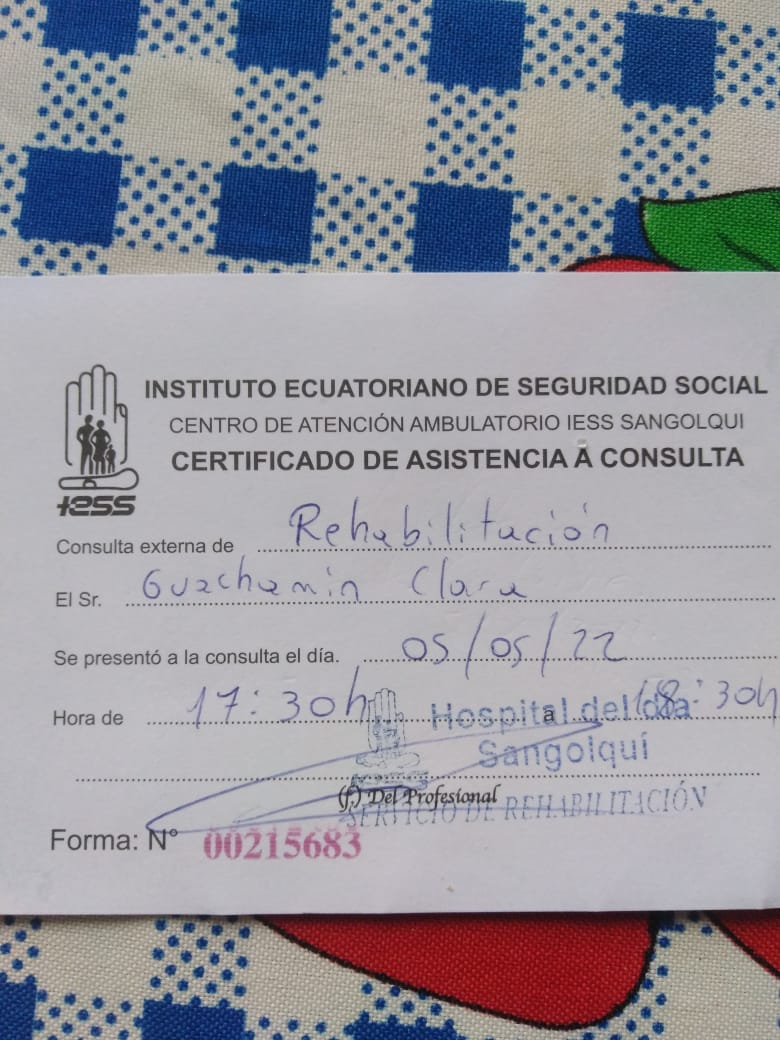 INSTITUTO ECUATORIANO DE SEGURIDAD SOCIAL
CENTRO DE ATENCIÓN AMBULATORIO IESS SANGOLQUI
CERTIFICADO DE ASISTENCIA A CONSULTA
IESS
Consulta externa de Rehabilitación
El Sr. Guachamin Clara
Se presentó a la consulta el día. 05/05/22
Hora de 17:30h a 18:30h
Hospital del día
Sangolquí
(f.) Del Profesional
SERVICIO DE REHABILITACIÓN
Forma: N° 00215683